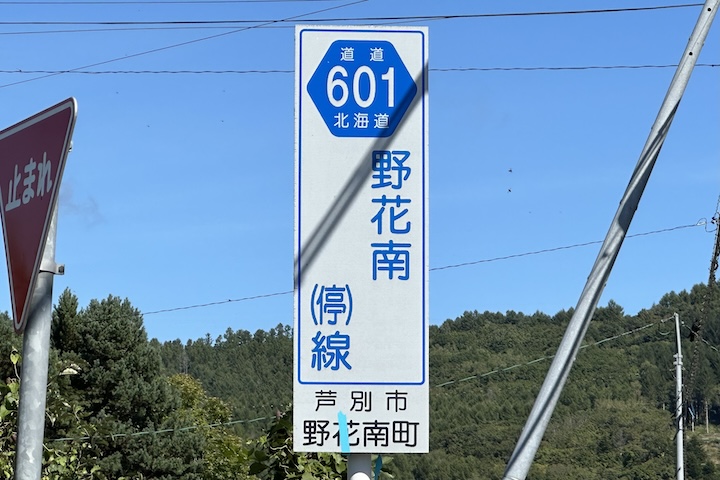 止まれ
道道
601
北海道
野花南
(停)線
芦別市
野花南町